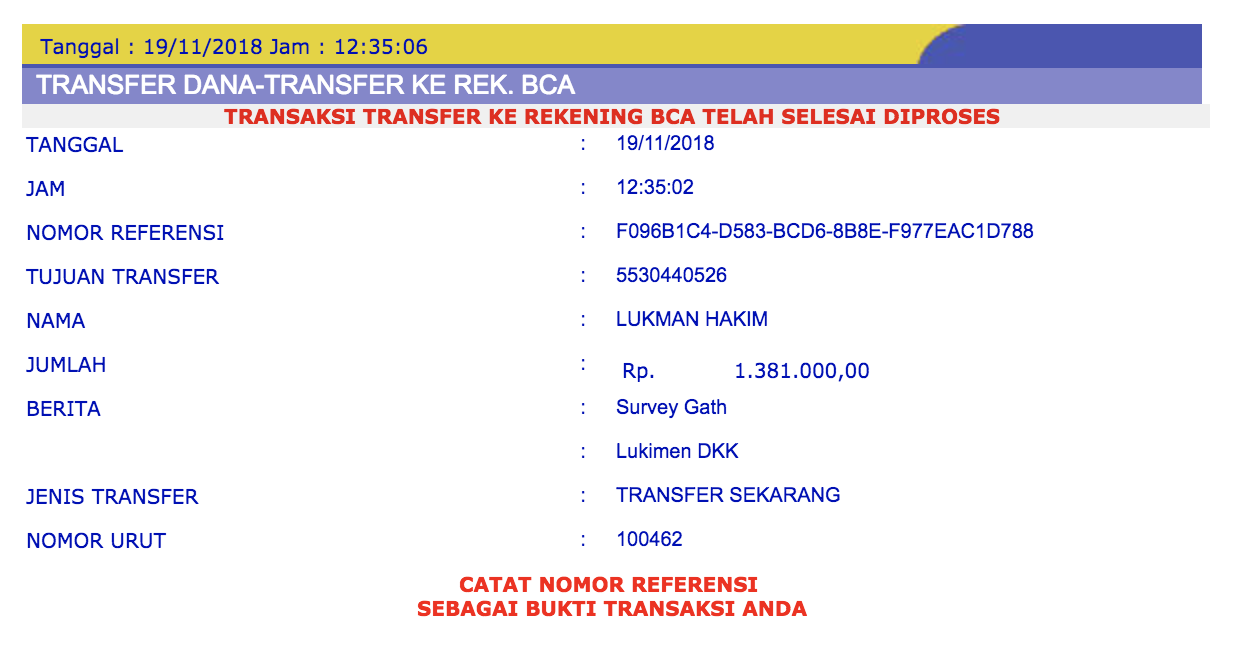 Tanggal : 19/11/2018 Jam : 12:35:06
TRANSFER DANA-TRANSFER KE REK. BCA
TRANSAKSI TRANSFER KE REKENING BCA TELAH SELESAI DIPROSES
TANGGAL : 19/11/2018
JAM : 12:35:02
NOMOR REFERENSI : F096B1C4-D583-BCD6-8B8E-F977EAC1D788
TUJUAN TRANSFER : 5530440526
NAMA : LUKMAN HAKIM
JUMLAH : Rp. 1.381.000,00
BERITA : Survey Gath
: Lukimen DKK
JENIS TRANSFER : TRANSFER SEKARANG
NOMOR URUT : 100462
CATAT NOMOR REFERENSI
SEBAGAI BUKTI TRANSAKSI ANDA